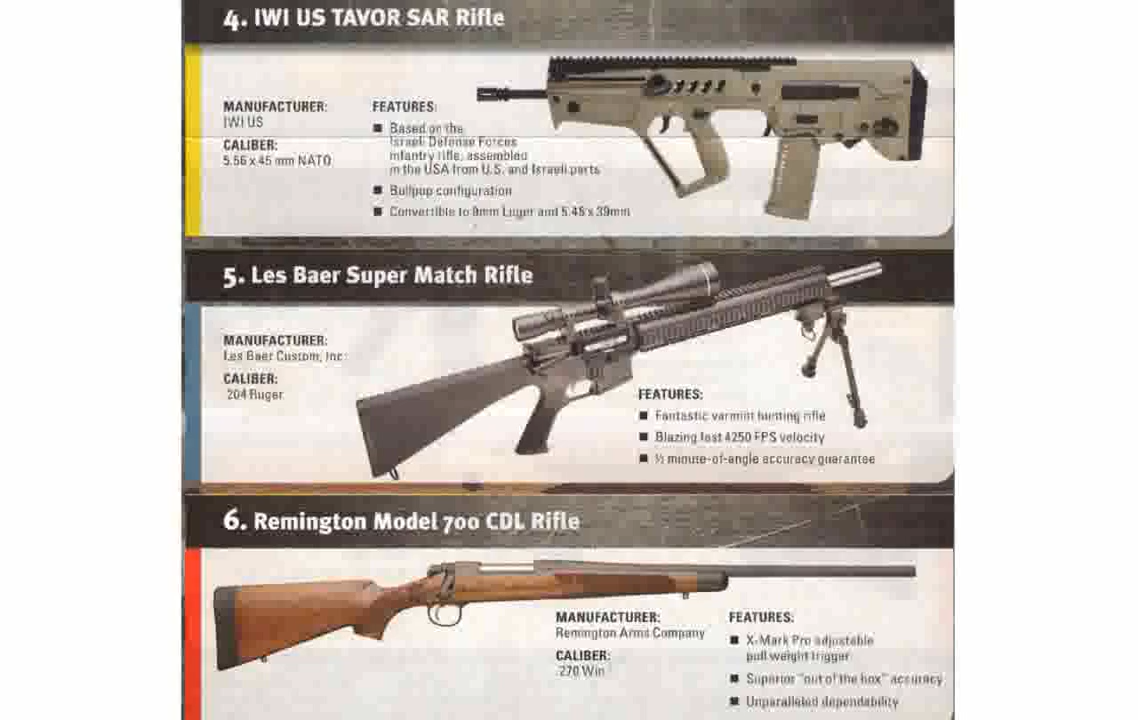 4. IWI US TAVOR SAR Rifle
MANUFACTURER:
IWI US
CALIBER:
5.56 x 45 mm NATO
FEATURES:
■ Based on the
Israeli Defense Forces
infantry rifle, assembled
in the USA from U.S. and Israeli parts
■ Bullpup configuration
■ Convertible to 9mm Luger and 5.45 x 39mm
5. Les Baer Super Match Rifle
MANUFACTURER:
Les Baer Custom, Inc.
CALIBER:
.204 Ruger
FEATURES:
■ Fantastic varmint hunting rifle
■ Blazing fast 4250 FPS velocity
■ ½ minute-of-angle accuracy guarantee
6. Remington Model 700 CDL Rifle
MANUFACTURER:
Remington Arms Company
CALIBER:
.270 Win
FEATURES:
■ X-Mark Pro adjustable
pull weight trigger
■ Superior "out of the box" accuracy
■ Unparalleled dependability